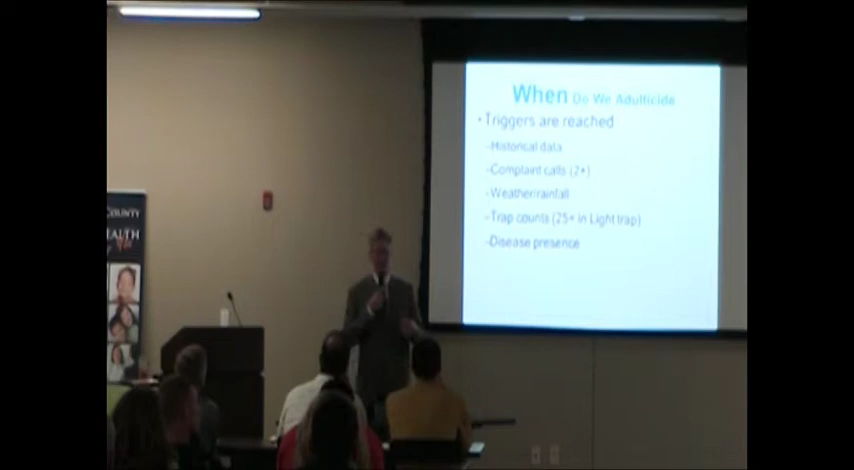 COUNTY
HEALTH
When Do We Adulticide
• Triggers are reached
-Historical data
-Complaint calls (2+)
-Weather/rainfall
-Trap counts (25+ in Light trap)
-Disease presence